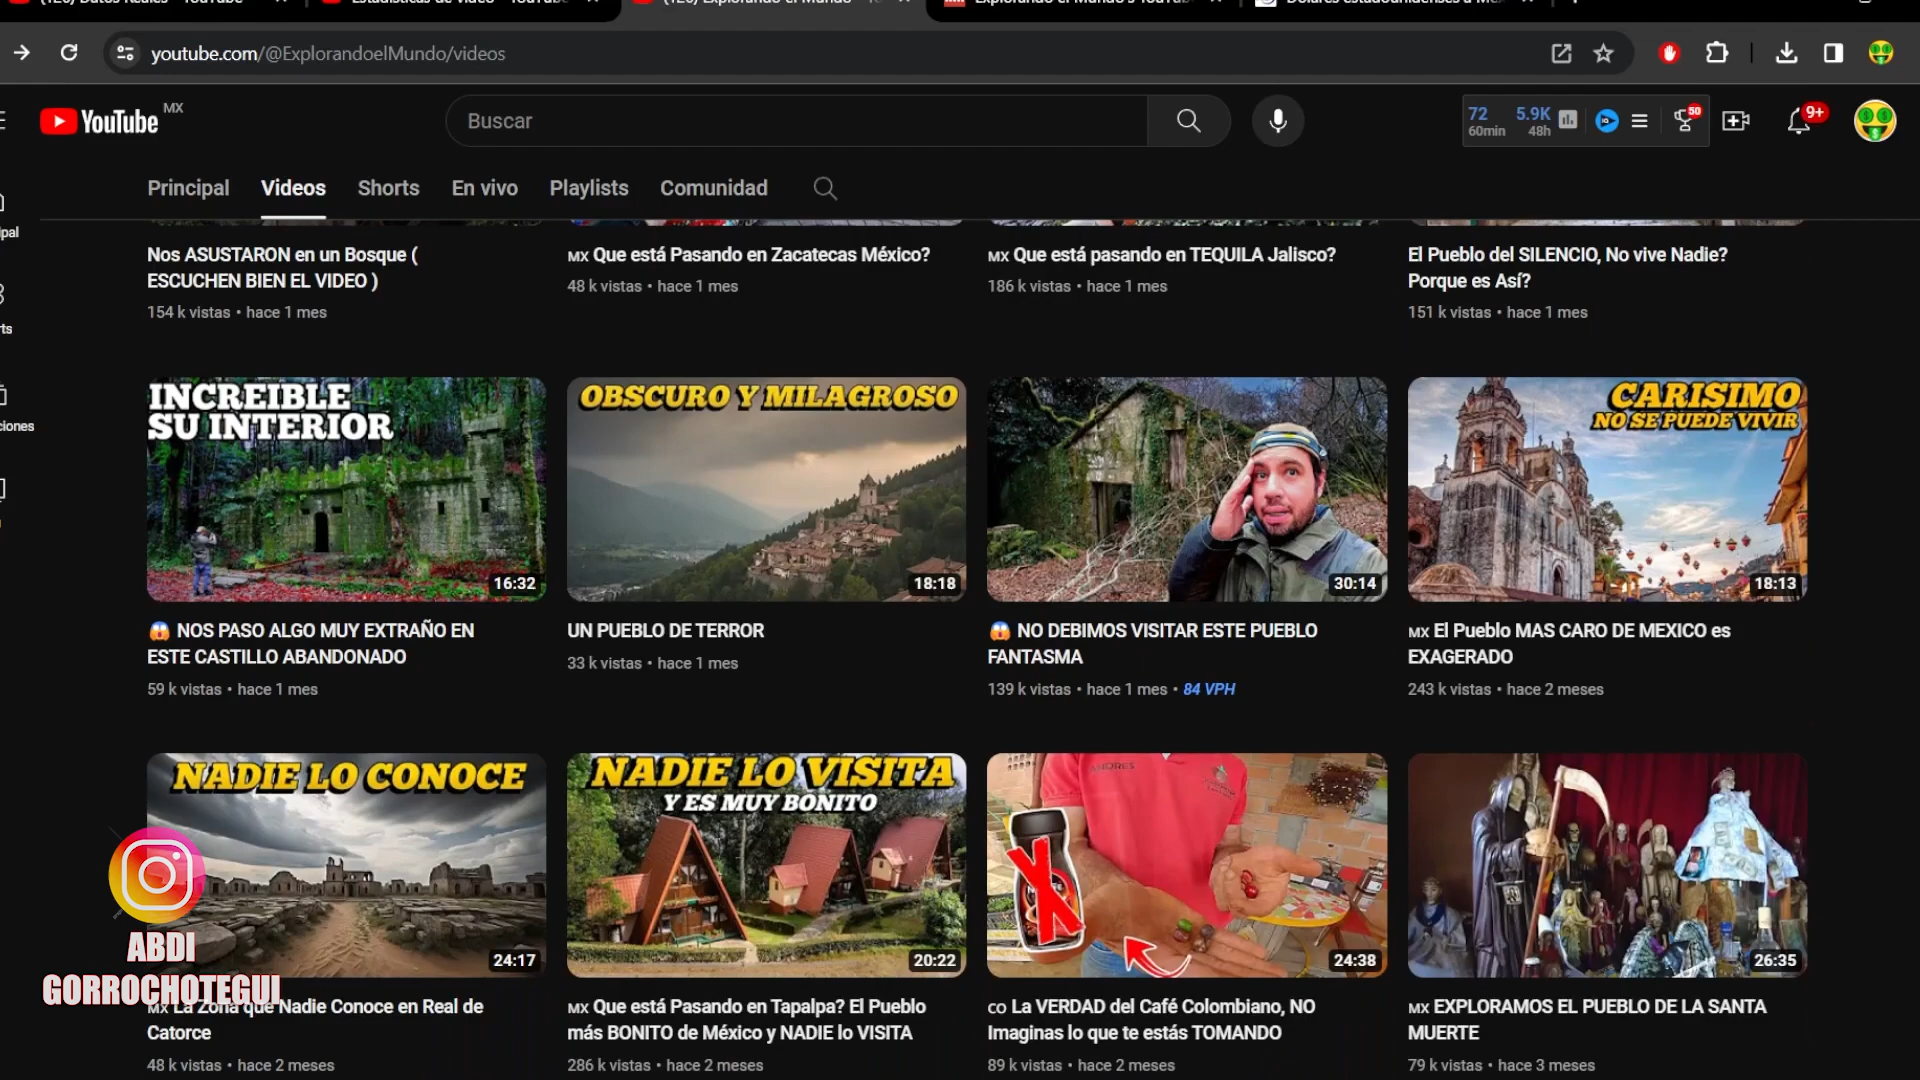 youtube.com/@ExplorandoelMundo/videos
YouTube MX
Buscar
72 60min 5.9K 48h
50
9+
Principal Videos Shorts En vivo Playlists Comunidad
Nos ASUSTARON en un Bosque (
ESCUCHEN BIEN EL VIDEO )
154 k vistas • hace 1 mes
MX Que está Pasando en Zacatecas México?
48 k vistas • hace 1 mes
MX Que está pasando en TEQUILA Jalisco?
186 k vistas • hace 1 mes
El Pueblo del SILENCIO, No vive Nadie?
Porque es Así?
151 k vistas • hace 1 mes
INCREIBLE
SU INTERIOR
16:32
😱 NOS PASO ALGO MUY EXTRAÑO EN
ESTE CASTILLO ABANDONADO
59 k vistas • hace 1 mes
OBSCURO Y MILAGROSO
18:18
UN PUEBLO DE TERROR
33 k vistas • hace 1 mes
30:14
😱 NO DEBIMOS VISITAR ESTE PUEBLO
FANTASMA
139 k vistas • hace 1 mes • 84 VPH
CARISIMO
NO SE PUEDE VIVIR
18:13
MX El Pueblo MAS CARO DE MEXICO es
EXAGERADO
243 k vistas • hace 2 meses
NADIE LO CONOCE
24:17
MX La Zona que Nadie Conoce en Real de
Catorce
48 k vistas • hace 2 meses
NADIE LO VISITA
Y ES MUY BONITO
20:22
MX Que está Pasando en Tapalpa? El Pueblo
más BONITO de México y NADIE lo VISITA
286 k vistas • hace 2 meses
24:38
CO La VERDAD del Café Colombiano, NO
Imaginas lo que te estás TOMANDO
89 k vistas • hace 2 meses
26:35
MX EXPLORAMOS EL PUEBLO DE LA SANTA
MUERTE
79 k vistas • hace 3 meses
ABDI
GORROCHOTEGUI